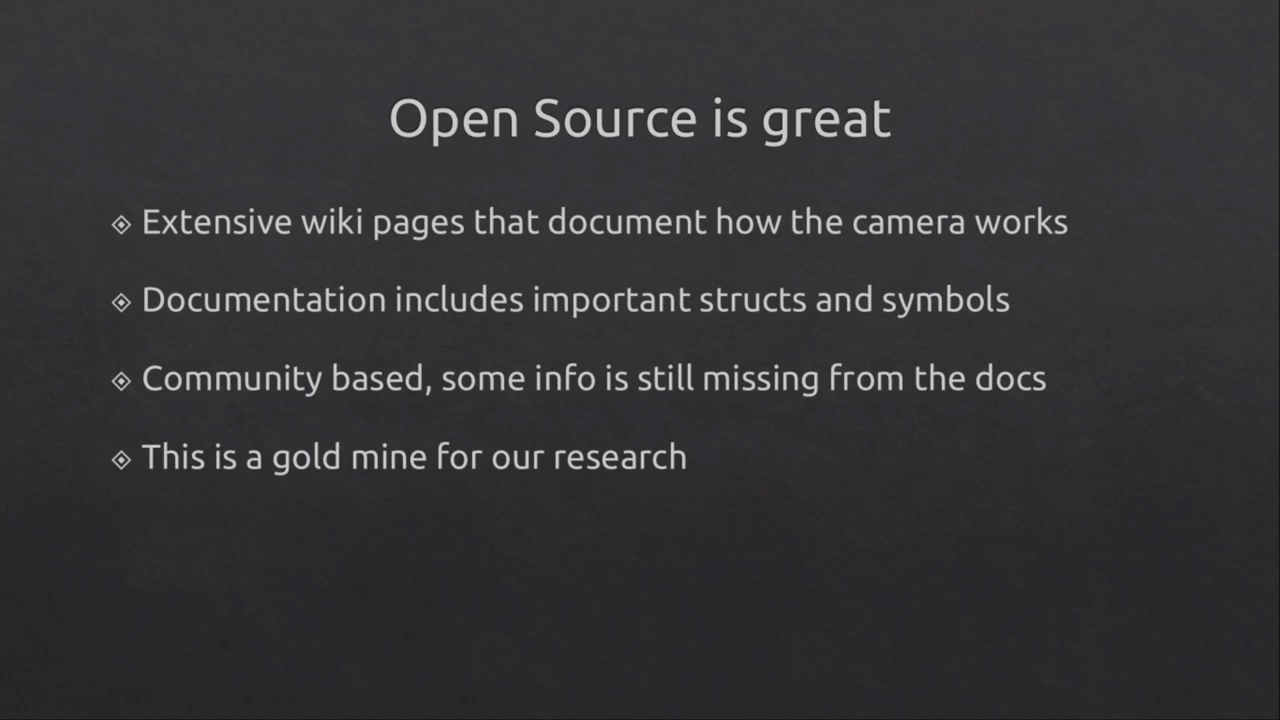 Open Source is great
Extensive wiki pages that document how the camera works
Documentation includes important structs and symbols
Community based, some info is still missing from the docs
This is a gold mine for our research